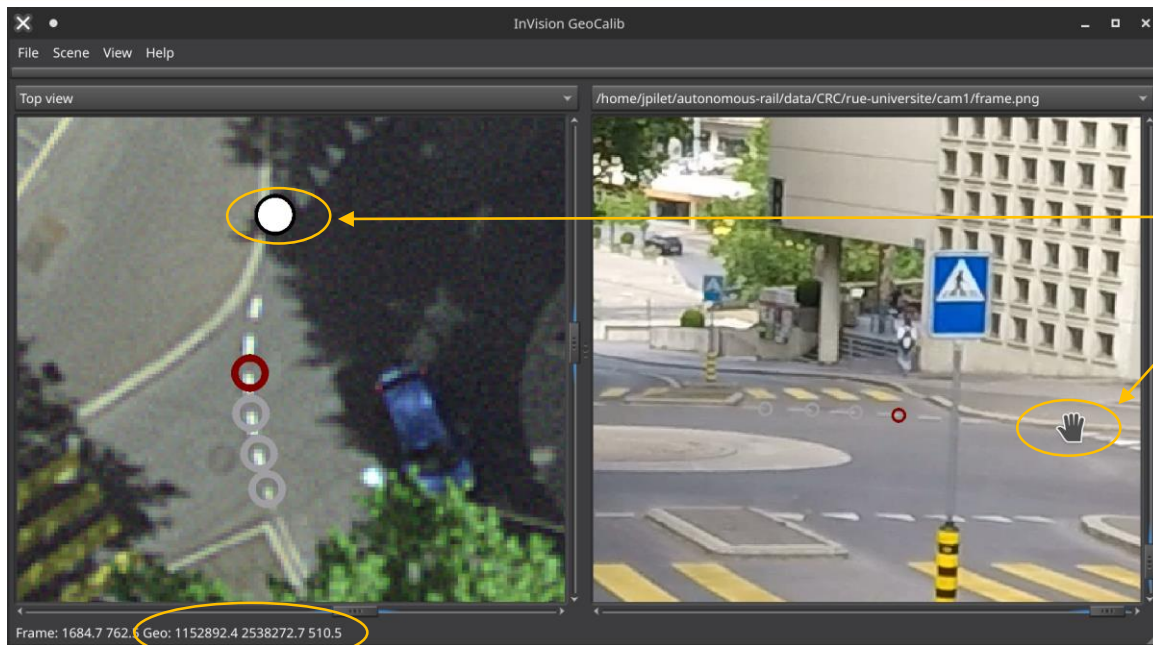 InVision GeoCalib
File Scene View Help
Top view
/home/jpilet/autonomous-rail/data/CRC/rue-universite/cam1/frame.png
Frame: 1684.7 762.5 Geo: 1152892.4 2538272.7 510.5